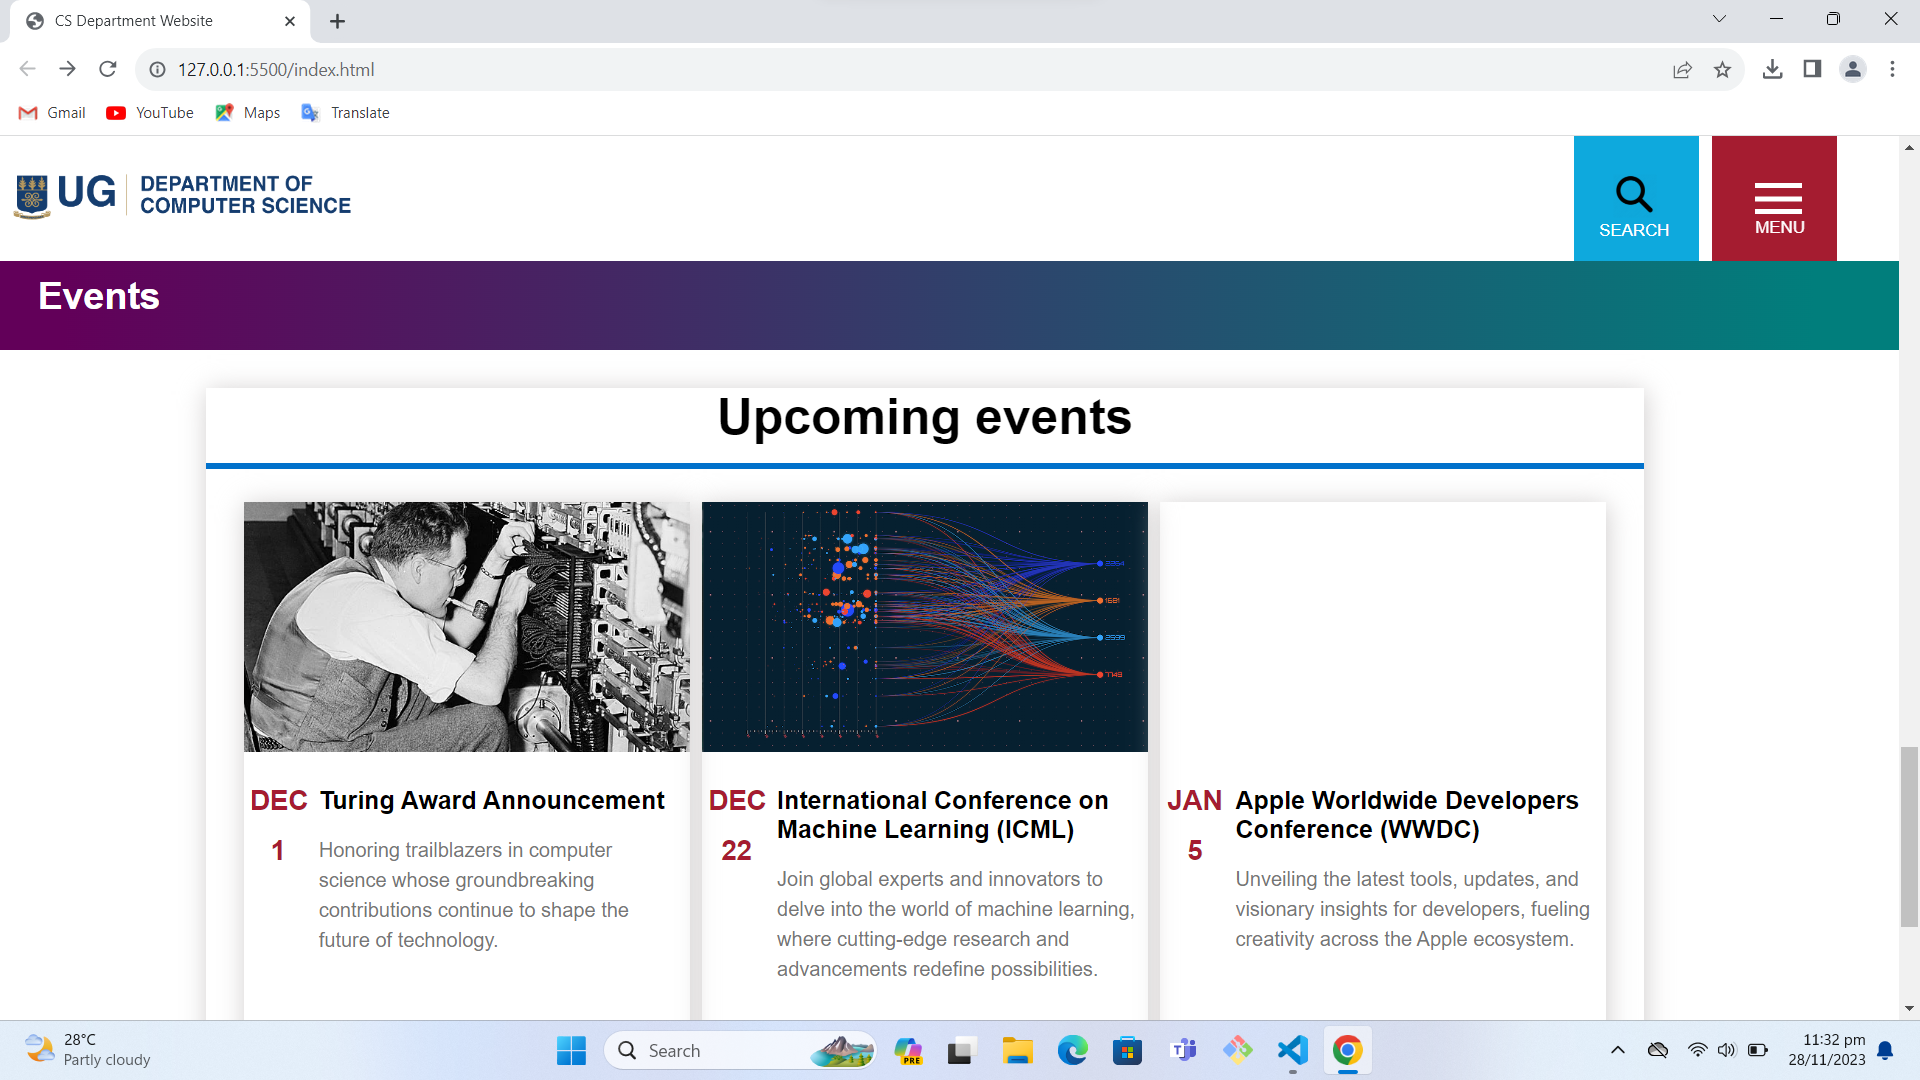 CS Department Website
127.0.0.1:5500/index.html
Gmail YouTube Maps Translate
UG DEPARTMENT OF
COMPUTER SCIENCE
SEARCH
MENU
Events
Upcoming events
2599
DEC
1
Turing Award Announcement
Honoring trailblazers in computer
science whose groundbreaking
contributions continue to shape the
future of technology.
DEC
22
International Conference on
Machine Learning (ICML)
Join global experts and innovators to
delve into the world of machine learning,
where cutting-edge research and
advancements redefine possibilities.
JAN
5
Apple Worldwide Developers
Conference (WWDC)
Unveiling the latest tools, updates, and
visionary insights for developers, fueling
creativity across the Apple ecosystem.
28°C
Partly cloudy
Search
PRE
11:32 pm
28/11/2023